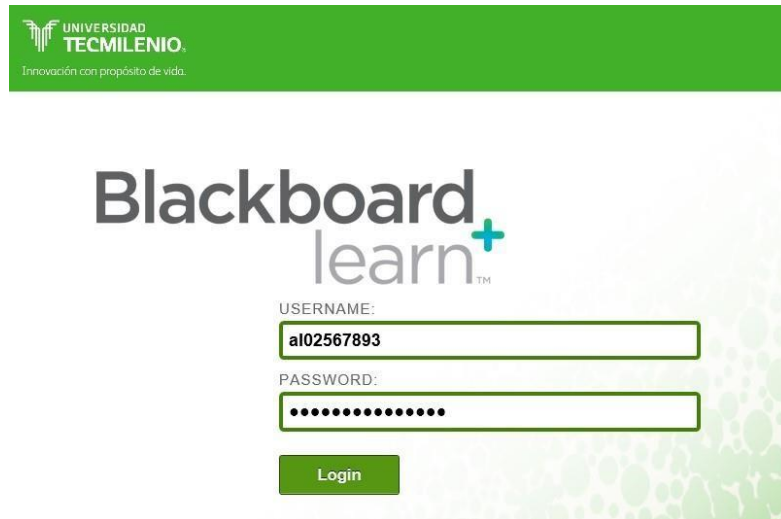 UNIVERSIDAD
TECMILENIO®
Innovación con propósito de vida.
Blackboard
learn+™
USERNAME:
al02567893
PASSWORD:
•••••••••••••••
Login